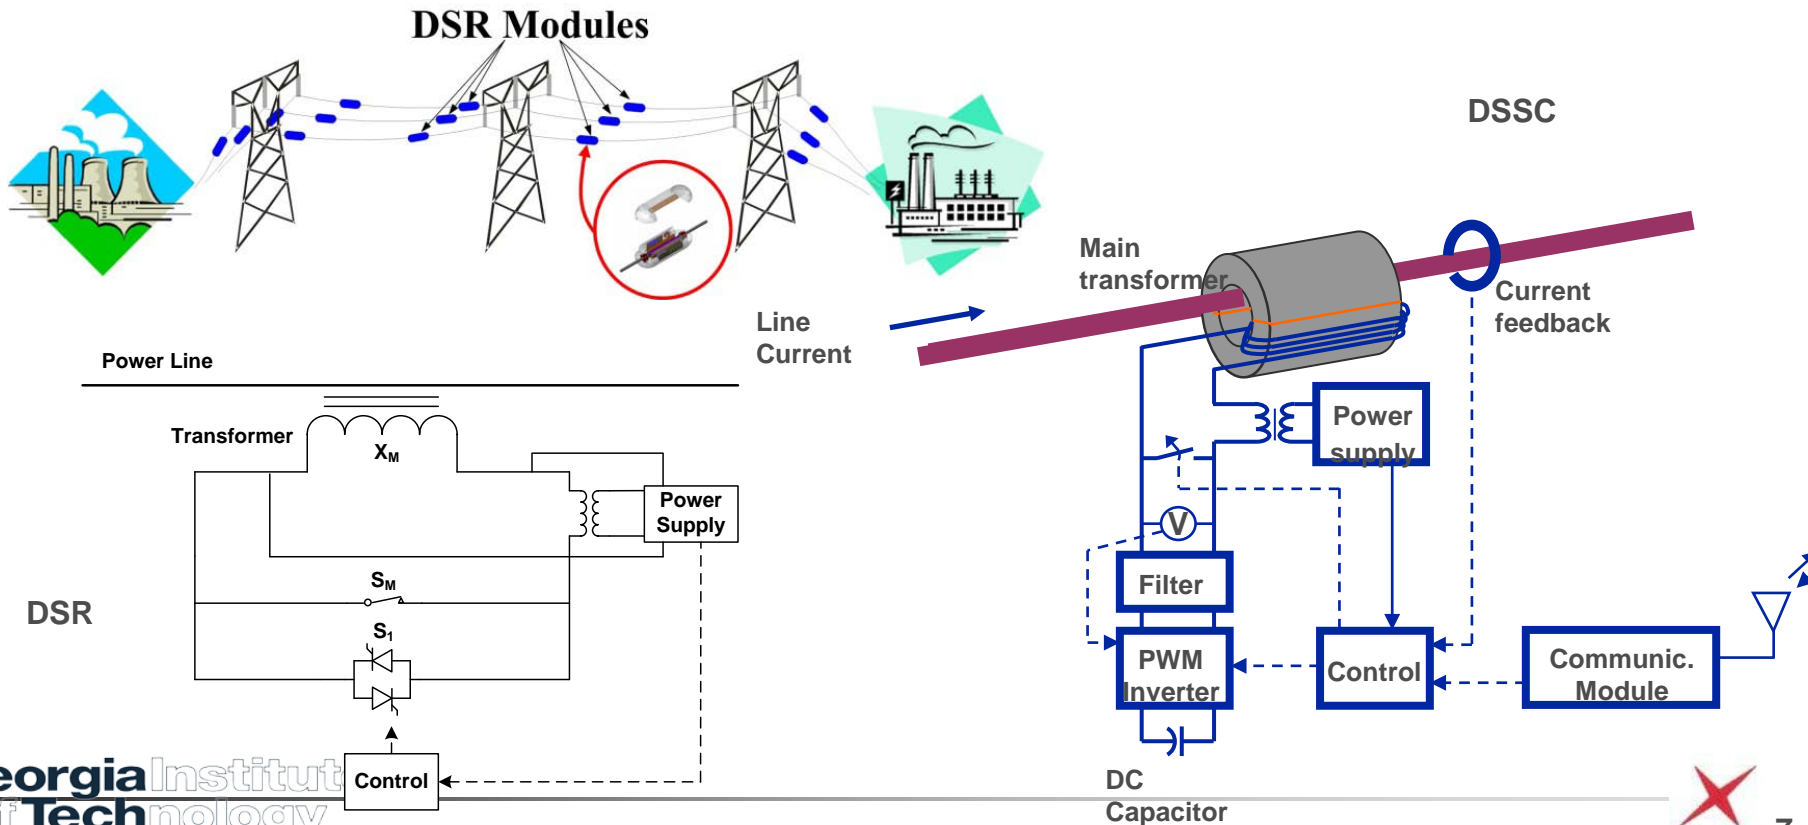 DSR Modules
DSSC
Main
transformer
Line
Current
Current
feedback
Power
supply
V
Filter
PWM
Inverter
Control
Communic.
Module
DC
Capacitor
Power Line
Transformer
XM
Power
Supply
SM
DSR
S1
Control
eorgia Institut
f Technology